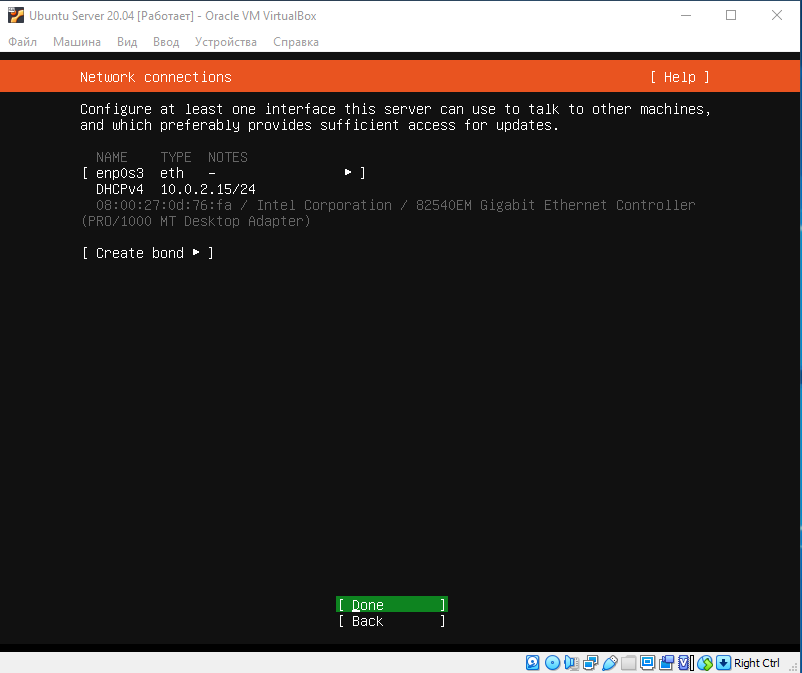 Ubuntu Server 20.04 [Работает] - Oracle VM VirtualBox
Файл Машина Вид Ввод Устройства Справка
Network connections [ Help ]
Configure at least one interface this server can use to talk to other machines,
and which preferably provides sufficient access for updates.
NAME TYPE NOTES
[ enp0s3 eth - ▸ ]
DHCPv4 10.0.2.15/24
08:00:27:0d:76:fa / Intel Corporation / 82540EM Gigabit Ethernet Controller
(PRO/1000 MT Desktop Adapter)
[ Create bond ▸ ]
[ Done ]
[ Back ]
Right Ctrl